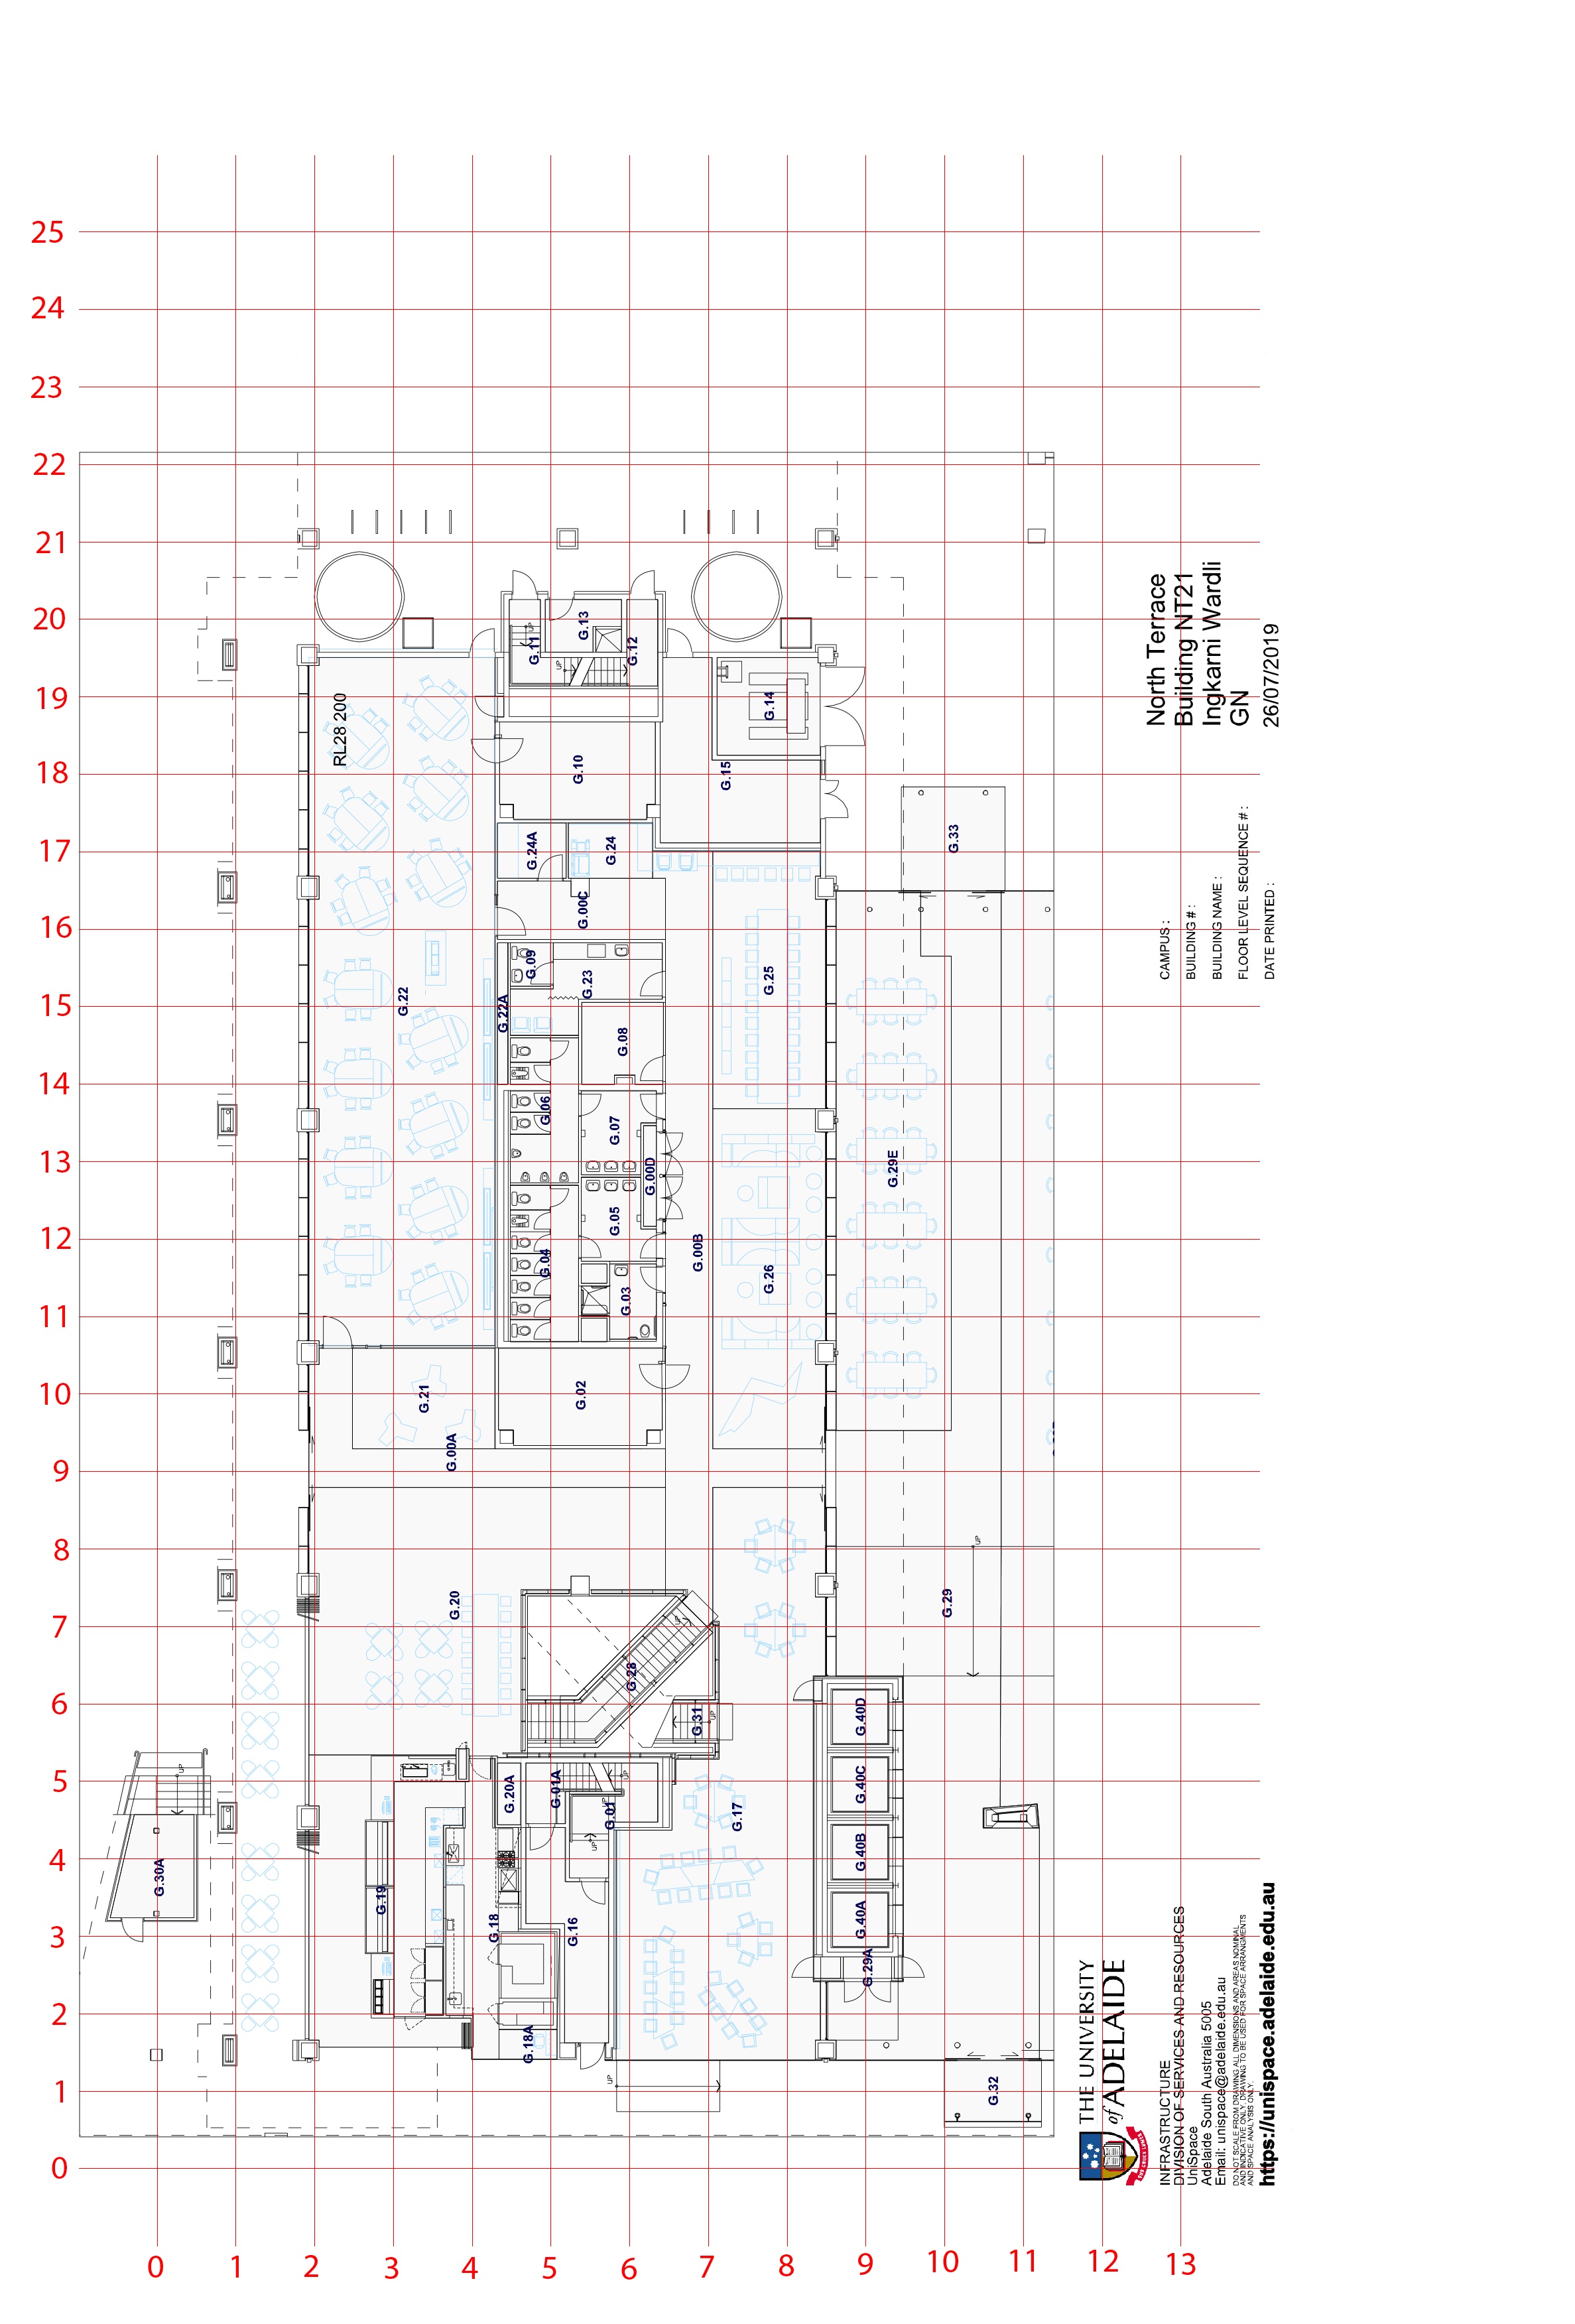 0 1 2 3 4 5 6 7 8 9 10 11 12 13 14 15 16 17 18 19 20 21 22 23 24 25
0
G.30A
UP
1
2
RL28 200
3
G.19
G.22
G.21
4
G.20
G.00A
G.18
G.20A
G.22A
G.18A
G.24A
G.11
G.09
UP
5
G.04
G.06
G.01A
UP
G.16
G.02
G.23
G.00C
G.10
G.13
UP
UP
G.01
UP
UP
G.05
G.07
G.24
6
G.03
G.08
G.28
G.12
G.00D
UP
G.31
G.00B
UP
7
G.17
G.15
G.26
G.25
G.14
8
9
G.29A
G.40A
G.40B
G.40C
G.40D
G.29E
10
G.29
G.33
UP
G.32
11
12
13
THE UNIVERSITY
of ADELAIDE
INFRASTRUCTURE
DIVISION OF SERVICES AND RESOURCES
UniSpace
Adelaide South Australia 5005
Email: unispace@adelaide.edu.au
DO NOT SCALE FROM DRAWING ALL DIMENSIONS AND AREAS NOMINAL
AND INDICATIVE ONLY. DRAWING TO BE USED FOR SPACE ARRANGMENTS
AND SPACE ANALYSIS ONLY.
https://unispace.adelaide.edu.au
CAMPUS : North Terrace
BUILDING # : Building NT21
BUILDING NAME : Ingkarni Wardli
FLOOR LEVEL SEQUENCE # : GN
DATE PRINTED : 26/07/2019